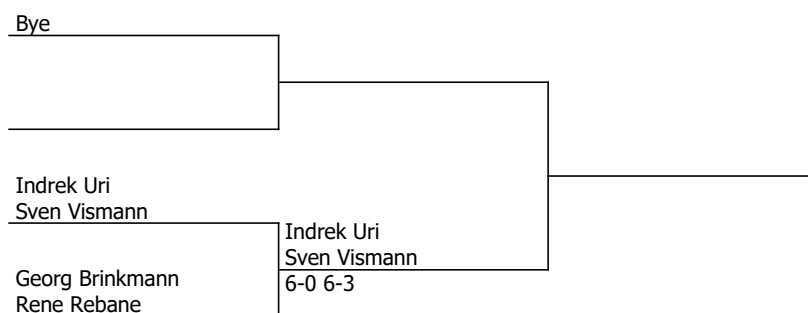 Bye
Indrek Uri
Sven Vismann
Indrek Uri
Sven Vismann
6-0 6-3
Georg Brinkmann
Rene Rebane